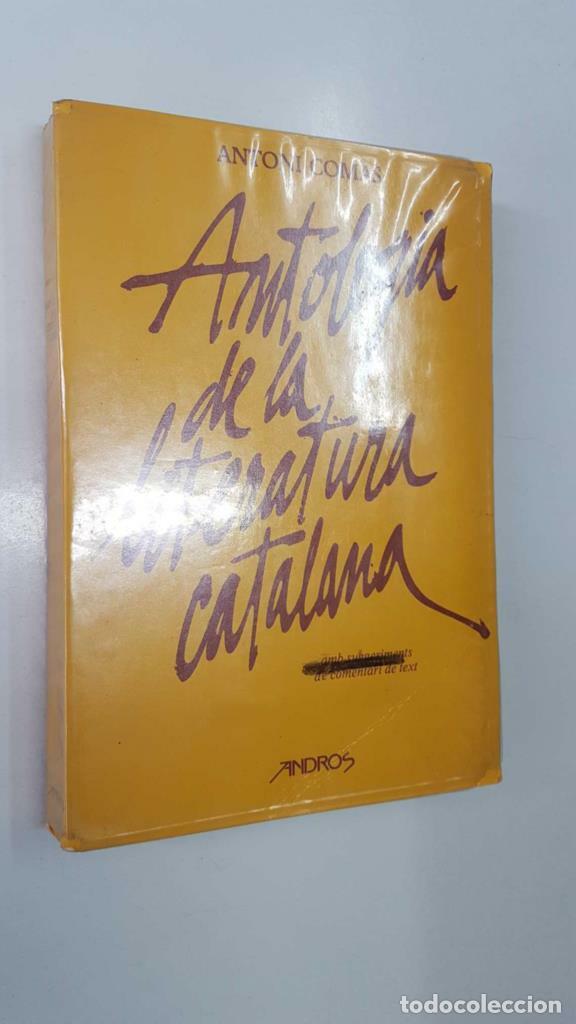 ANTONI COMAS
Antologia
de la
literatura
catalana
amb suggeriments
de comentari de text
ANDROS
todocoleccion